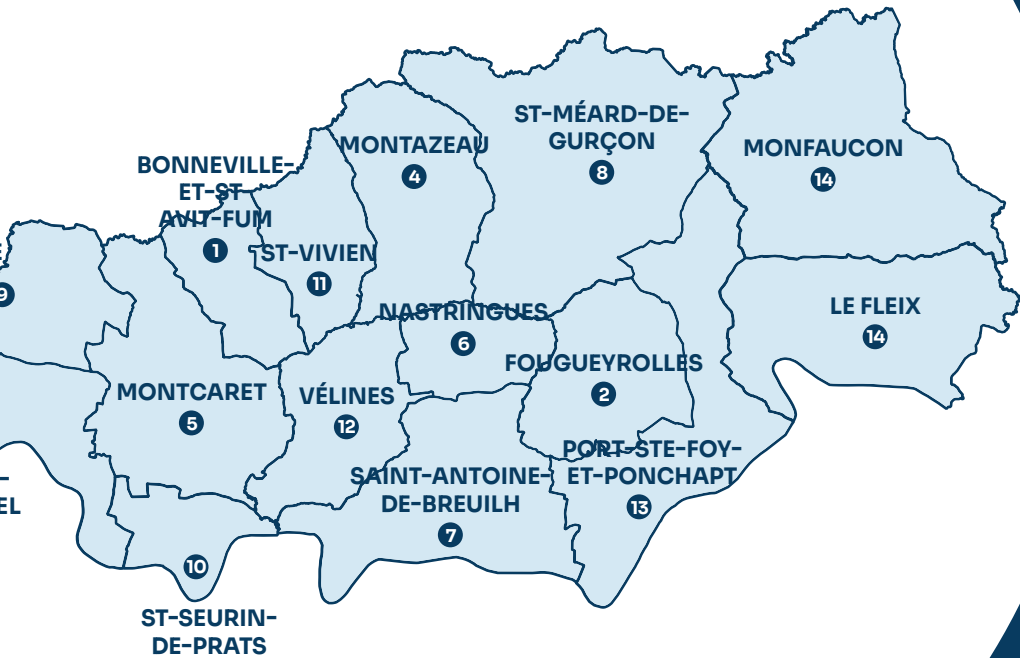 ST-MÉARD-DE-
GURÇON
8
MONTAZEAU
4
MONFAUCON
14
BONNEVILLE-
ET-ST
AVIT-FUM
1
ST-VIVIEN
11
9
NASTRINGUES
6
LE FLEIX
14
FOUGUEYROLLES
2
MONTCARET
5
VÉLINES
12
PORT-STE-FOY-
ET-PONCHAPT
13
SAINT-ANTOINE-
DE-BREUILH
7
EL
10
ST-SEURIN-
DE-PRATS